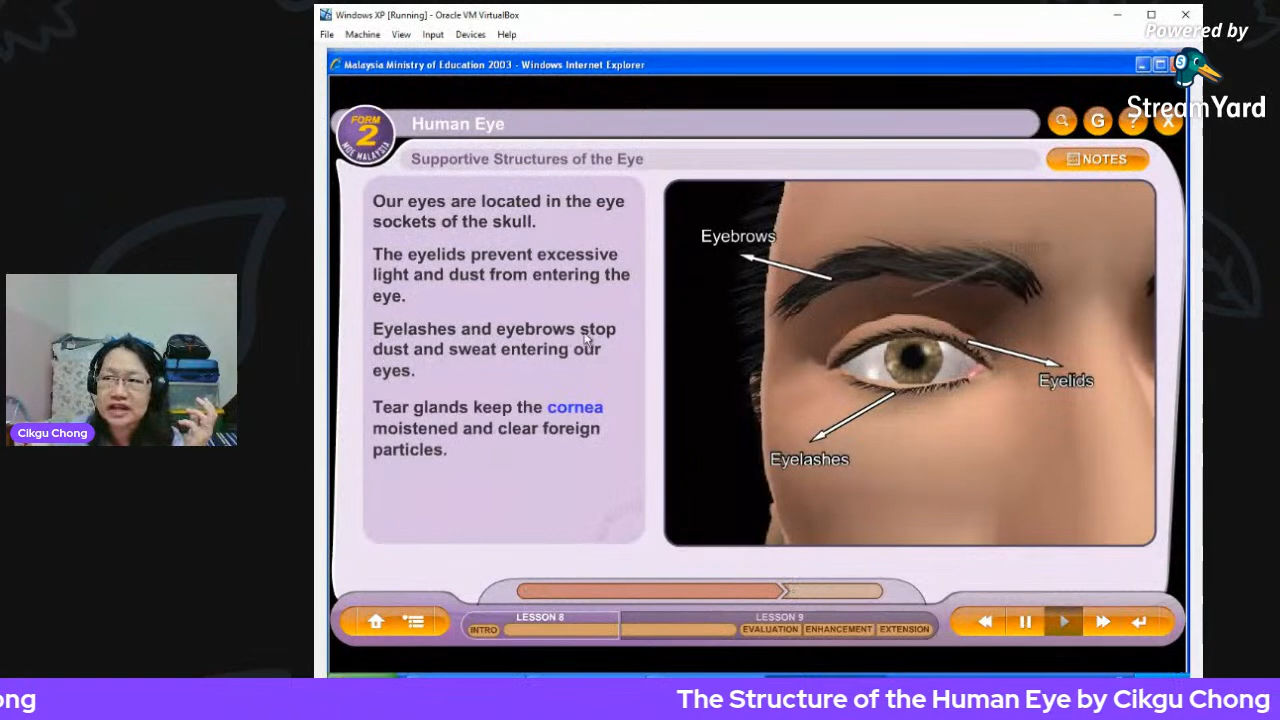 Windows XP [Running] - Oracle VM VirtualBox
File Machine View Input Devices Help
Powered by
StreamYard
Malaysia Ministry of Education 2003 - Windows Internet Explorer
FORM
2
MOE MALAYSIA
Human Eye
G ? X
Supportive Structures of the Eye
NOTES
Our eyes are located in the eye
sockets of the skull.
The eyelids prevent excessive
light and dust from entering the
eye.
Eyelashes and eyebrows stop
dust and sweat entering our
eyes.
Tear glands keep the cornea
moistened and clear foreign
particles.
Eyebrows
Eyelids
Eyelashes
Cikgu Chong
LESSON 8
LESSON 9
INTRO
EVALUATION ENHANCEMENT EXTENSION
ong
The Structure of the Human Eye by Cikgu Chong